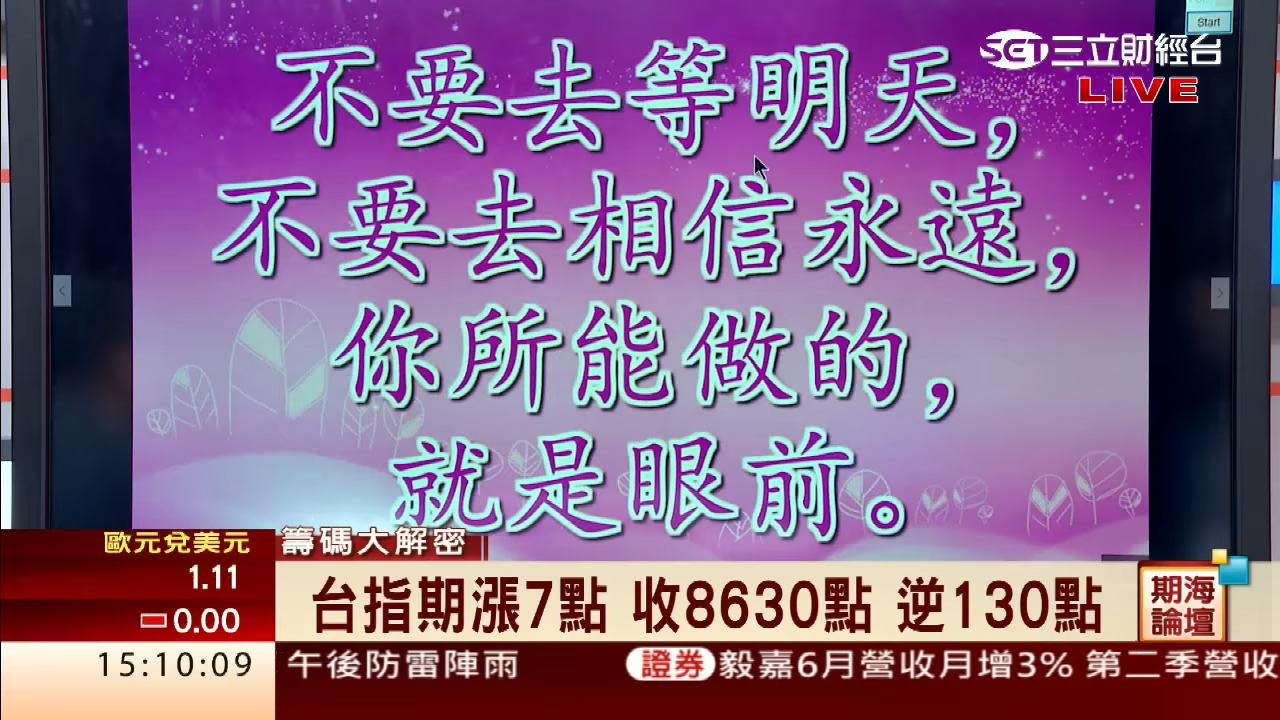 Start
SET三立財經台
LIVE
不要去等明天，
不要去相信永遠，
你所能做的，
就是眼前。
歐元兌美元
1.11
0.00
15:10:09
籌碼大解密
台指期漲7點 收8630點 逆130點
期海
論壇
午後防雷陣雨
證券 毅嘉6月營收月增3% 第二季營收